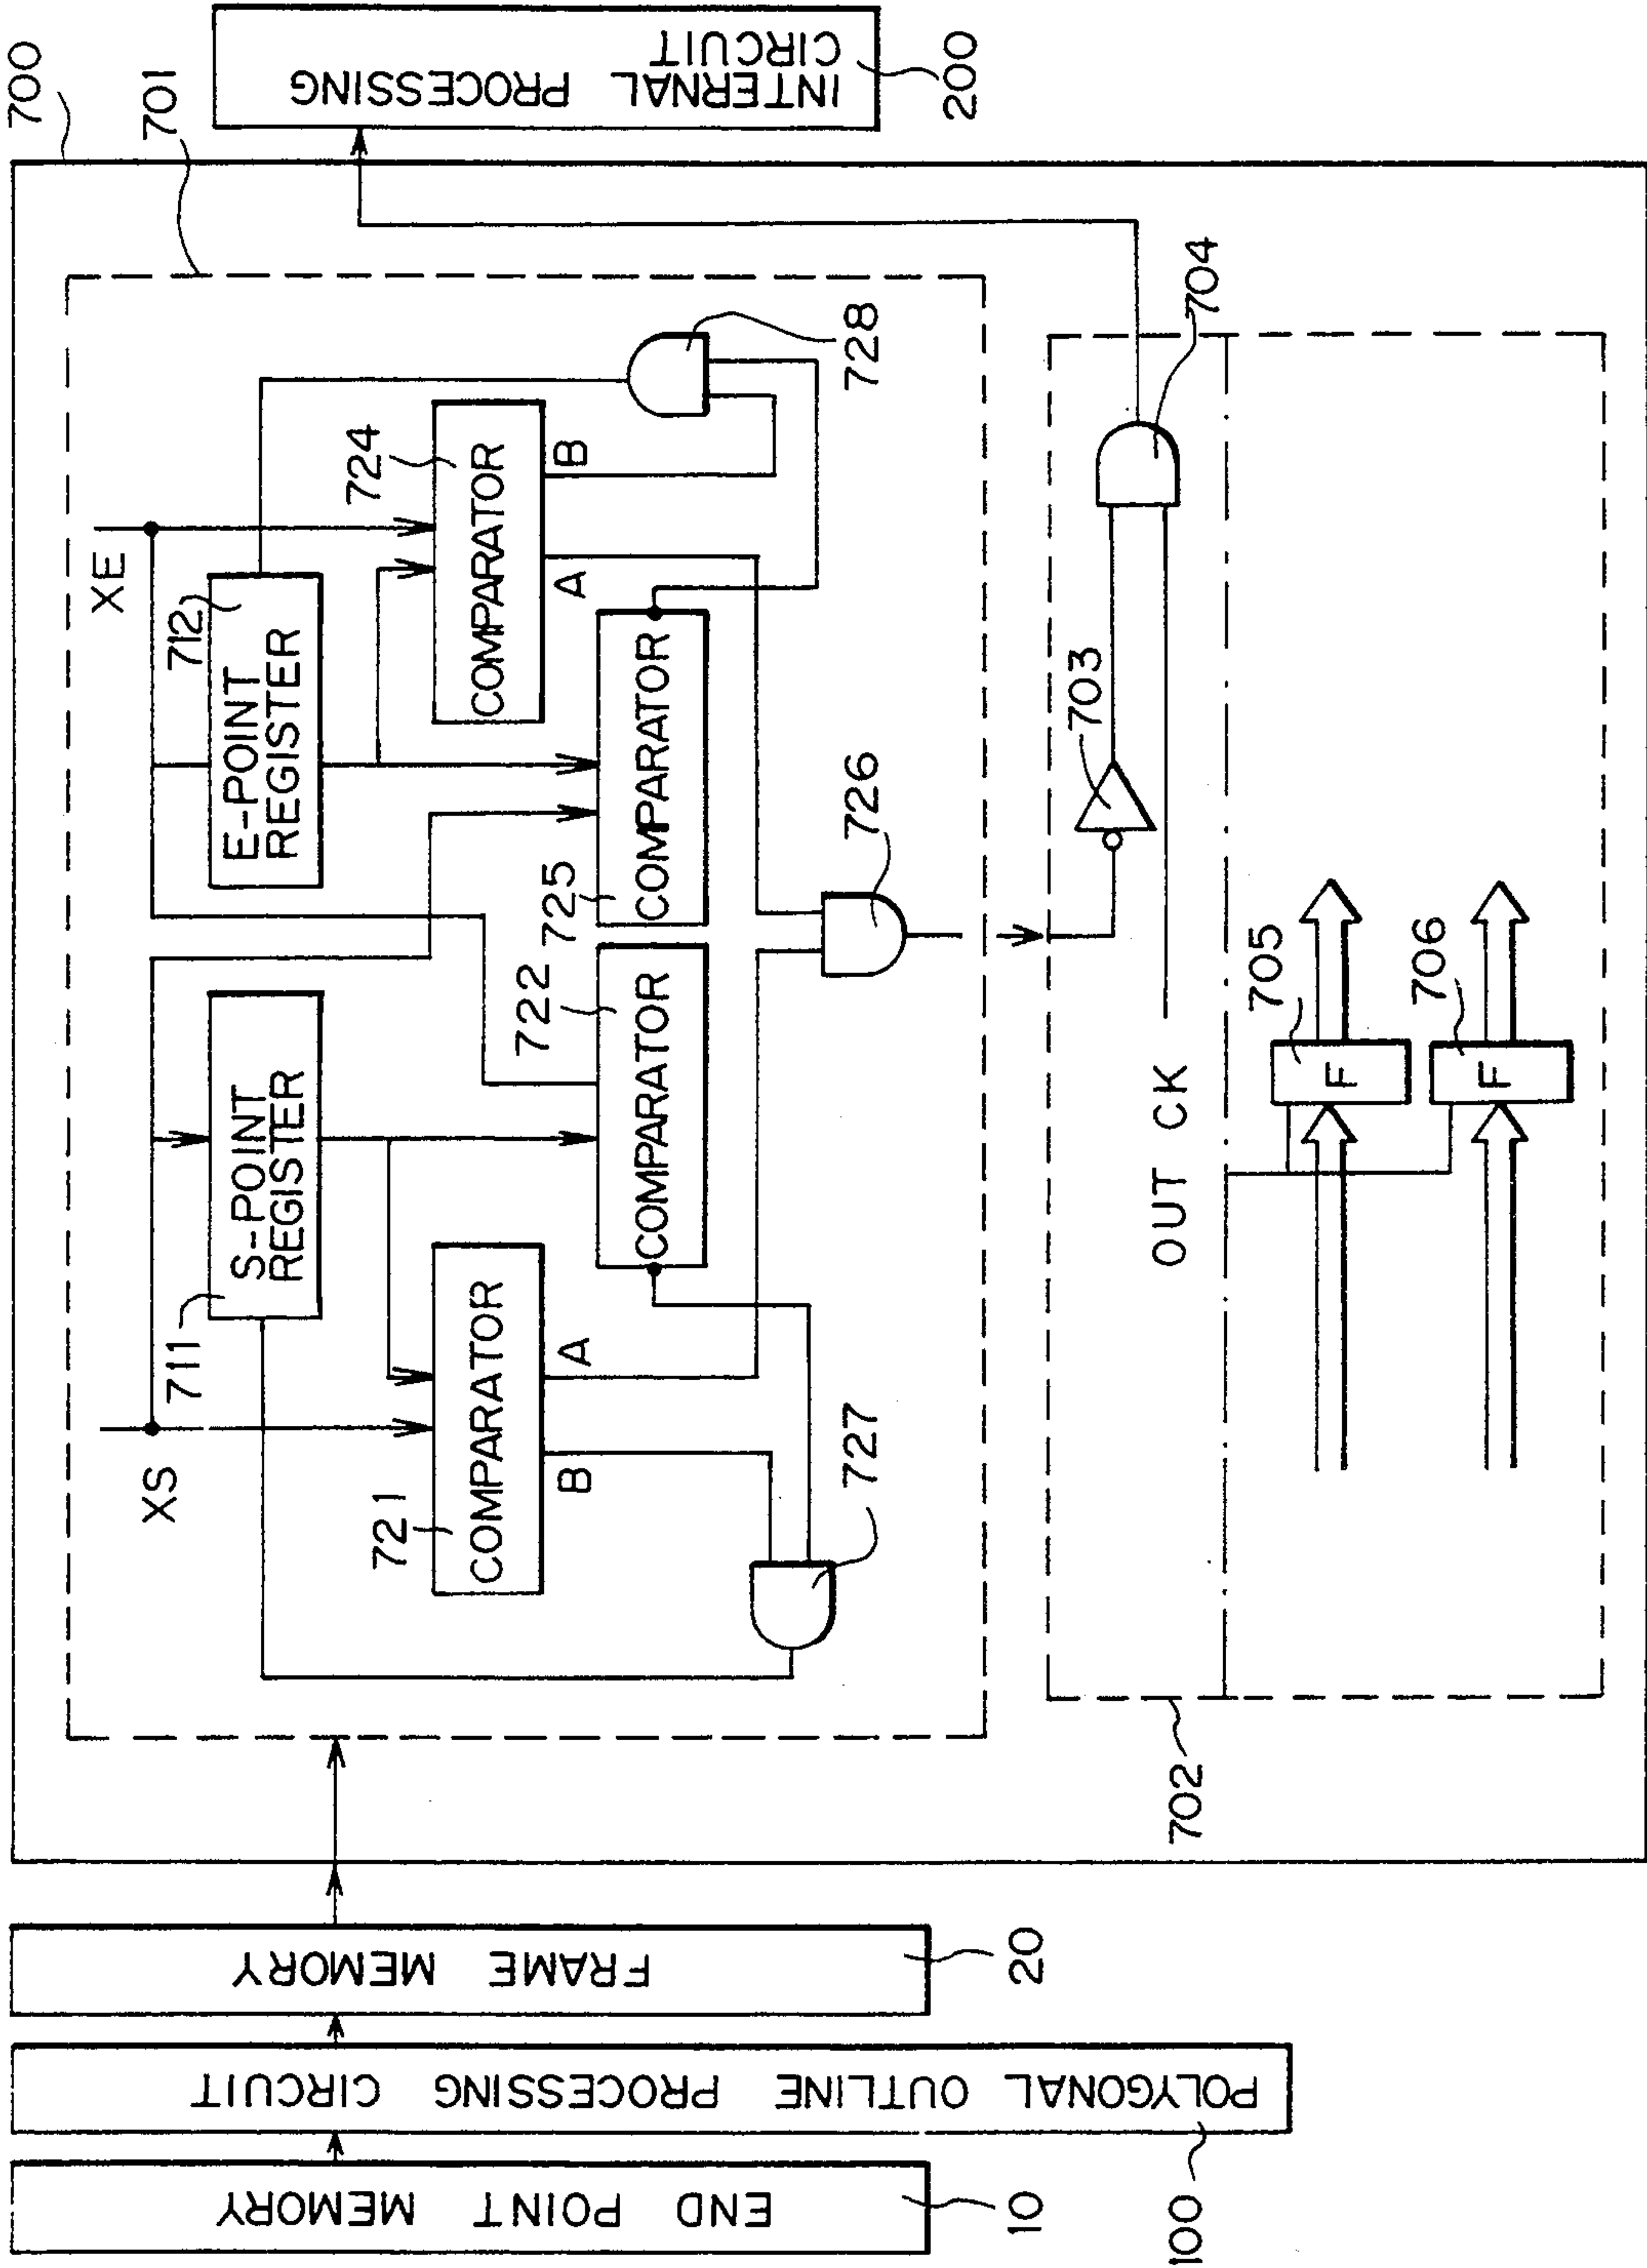 END POINT MEMORY
10
POLYGONAL OUTLINE PROCESSING CIRCUIT
100
FRAME MEMORY
20
700
701
INTERNAL PROCESSING
CIRCUIT
200
XS
711
S-POINT
REGISTER
XE
712
E-POINT
REGISTER
721
COMPARATOR
B
A
722
COMPARATOR
725
COMPARATOR
724
COMPARATOR
A
B
727
726
728
702
703
704
OUT CK
705
F
706
F